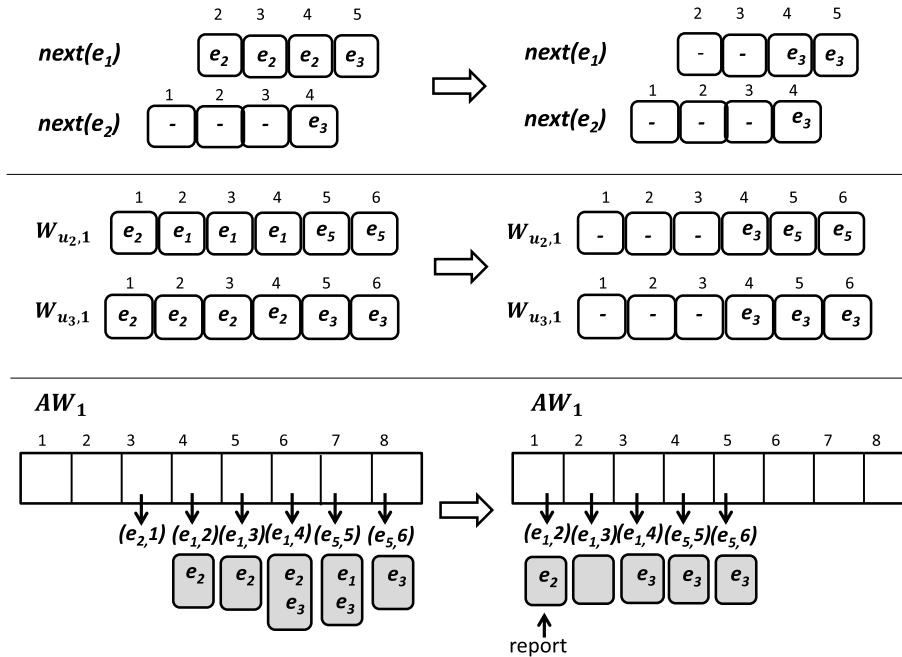 2 3 4 5
next(e1) e2 e2 e2 e3
1 2 3 4
next(e2) - - - e3
2 3 4 5
next(e1) - - e3 e3
1 2 3 4
next(e2) - - - e3
1 2 3 4 5 6
Wu2,1 e2 e1 e1 e1 e5 e5
1 2 3 4 5 6
Wu3,1 e2 e2 e2 e2 e3 e3
1 2 3 4 5 6
Wu2,1 - - - e3 e5 e5
1 2 3 4 5 6
Wu3,1 - - - e3 e3 e3
AW1
1 2 3 4 5 6 7 8
(e2,1) (e1,2) (e1,3) (e1,4) (e5,5) (e5,6)
e2 e2 e2 e1 e3
e3 e3
AW1
1 2 3 4 5 6 7 8
(e1,2) (e1,3) (e1,4) (e5,5) (e5,6)
e2 e3 e3 e3
report